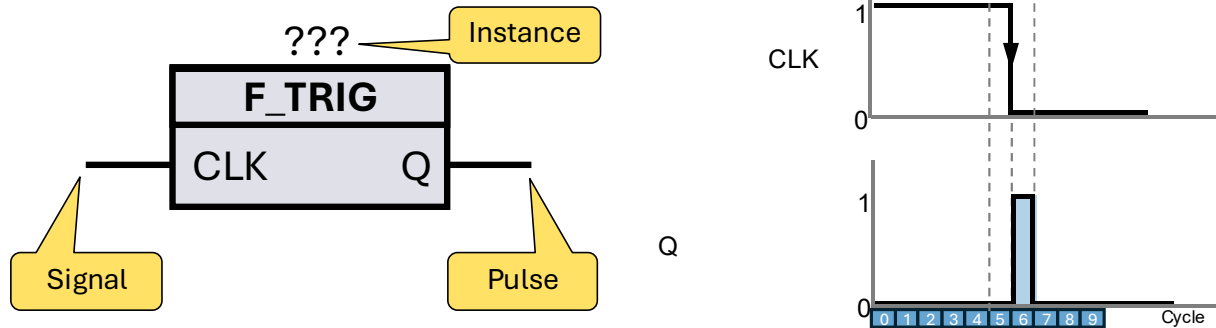 ???
Instance
F_TRIG
CLK Q
Signal
Pulse
1
CLK
0
1
Q
0
0 1 2 3 4 5 6 7 8 9 Cycle